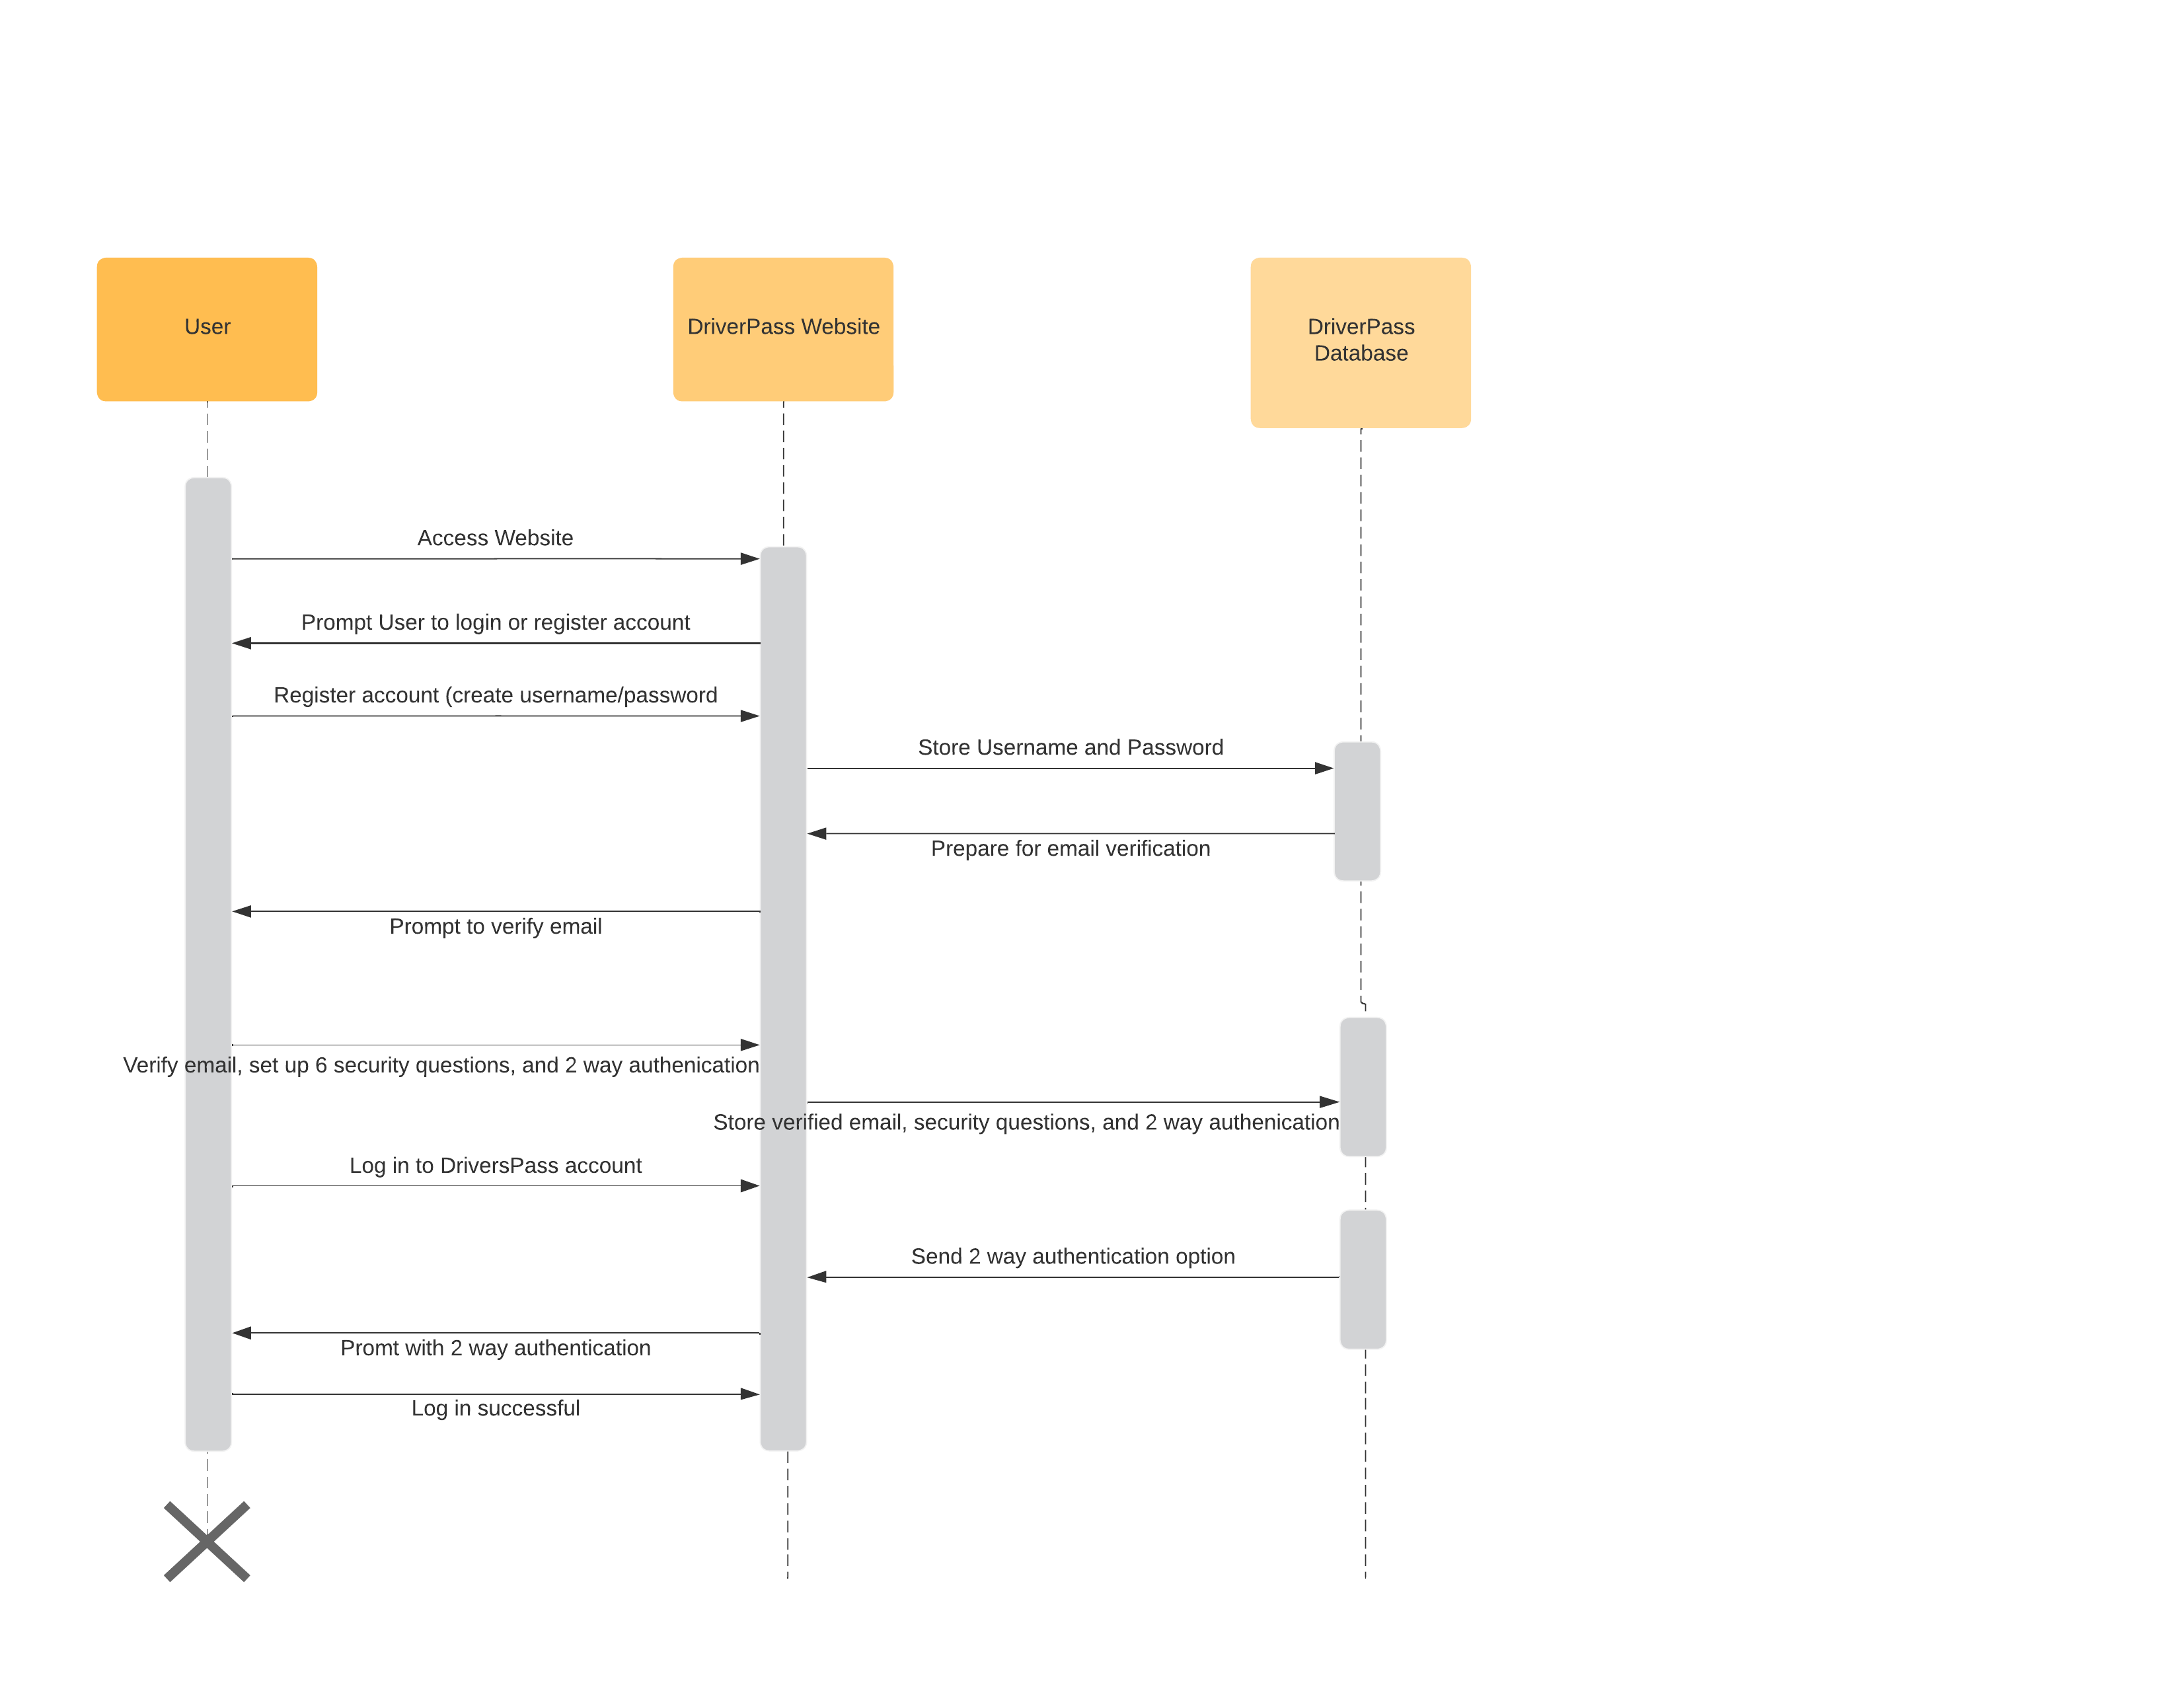 User
DriverPass Website
DriverPass
Database
Access Website
Prompt User to login or register account
Register account (create username/password
Store Username and Password
Prepare for email verification
Prompt to verify email
Verify email, set up 6 security questions, and 2 way authenication
Store verified email, security questions, and 2 way authenication
Log in to DriversPass account
Send 2 way authentication option
Promt with 2 way authentication
Log in successful